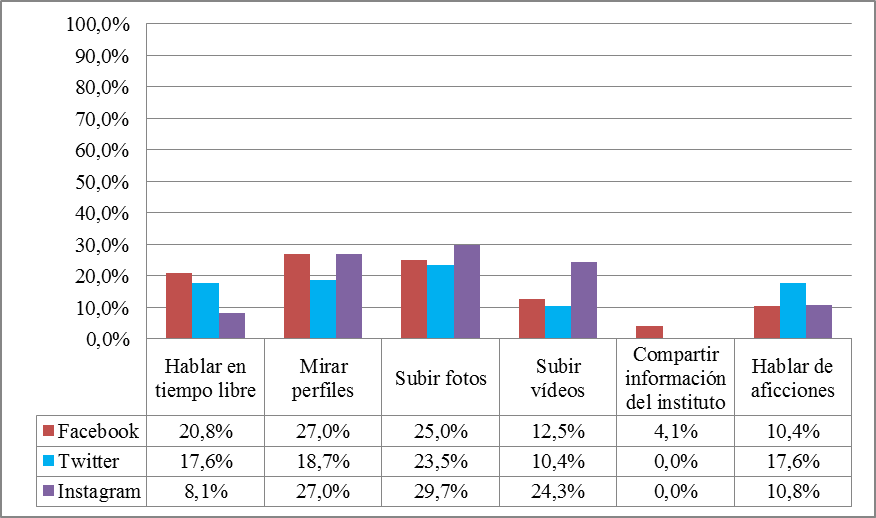 100,0%
90,0%
80,0%
70,0%
60,0%
50,0%
40,0%
30,0%
20,0%
10,0%
0,0%
Hablar en
tiempo libre
Mirar
perfiles
Subir fotos
Subir
vídeos
Compartir
información
del instituto
Hablar de
aficciones
Facebook 20,8% 27,0% 25,0% 12,5% 4,1% 10,4%
Twitter 17,6% 18,7% 23,5% 10,4% 0,0% 17,6%
Instagram 8,1% 27,0% 29,7% 24,3% 0,0% 10,8%